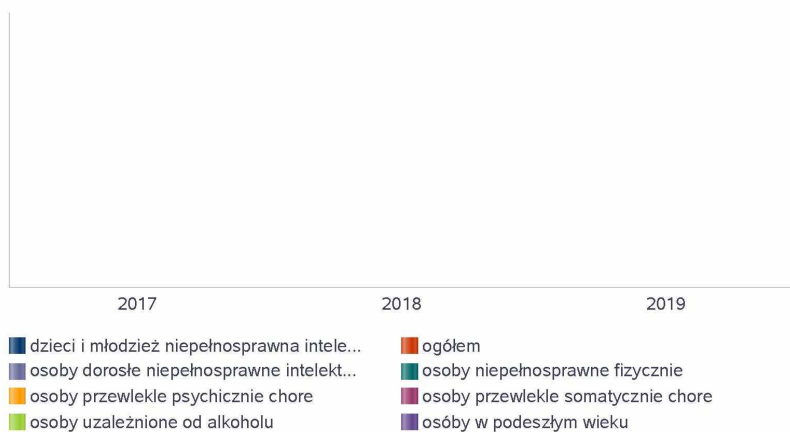 2017 2018 2019
dzieci i młodzież niepełnosprawna intele...
ogółem
osoby dorosłe niepełnosprawne intelekt...
osoby niepełnosprawne fizycznie
osoby przewlekle psychicznie chore
osoby przewlekle somatycznie chore
osoby uzależnione od alkoholu
osóby w podeszłym wieku